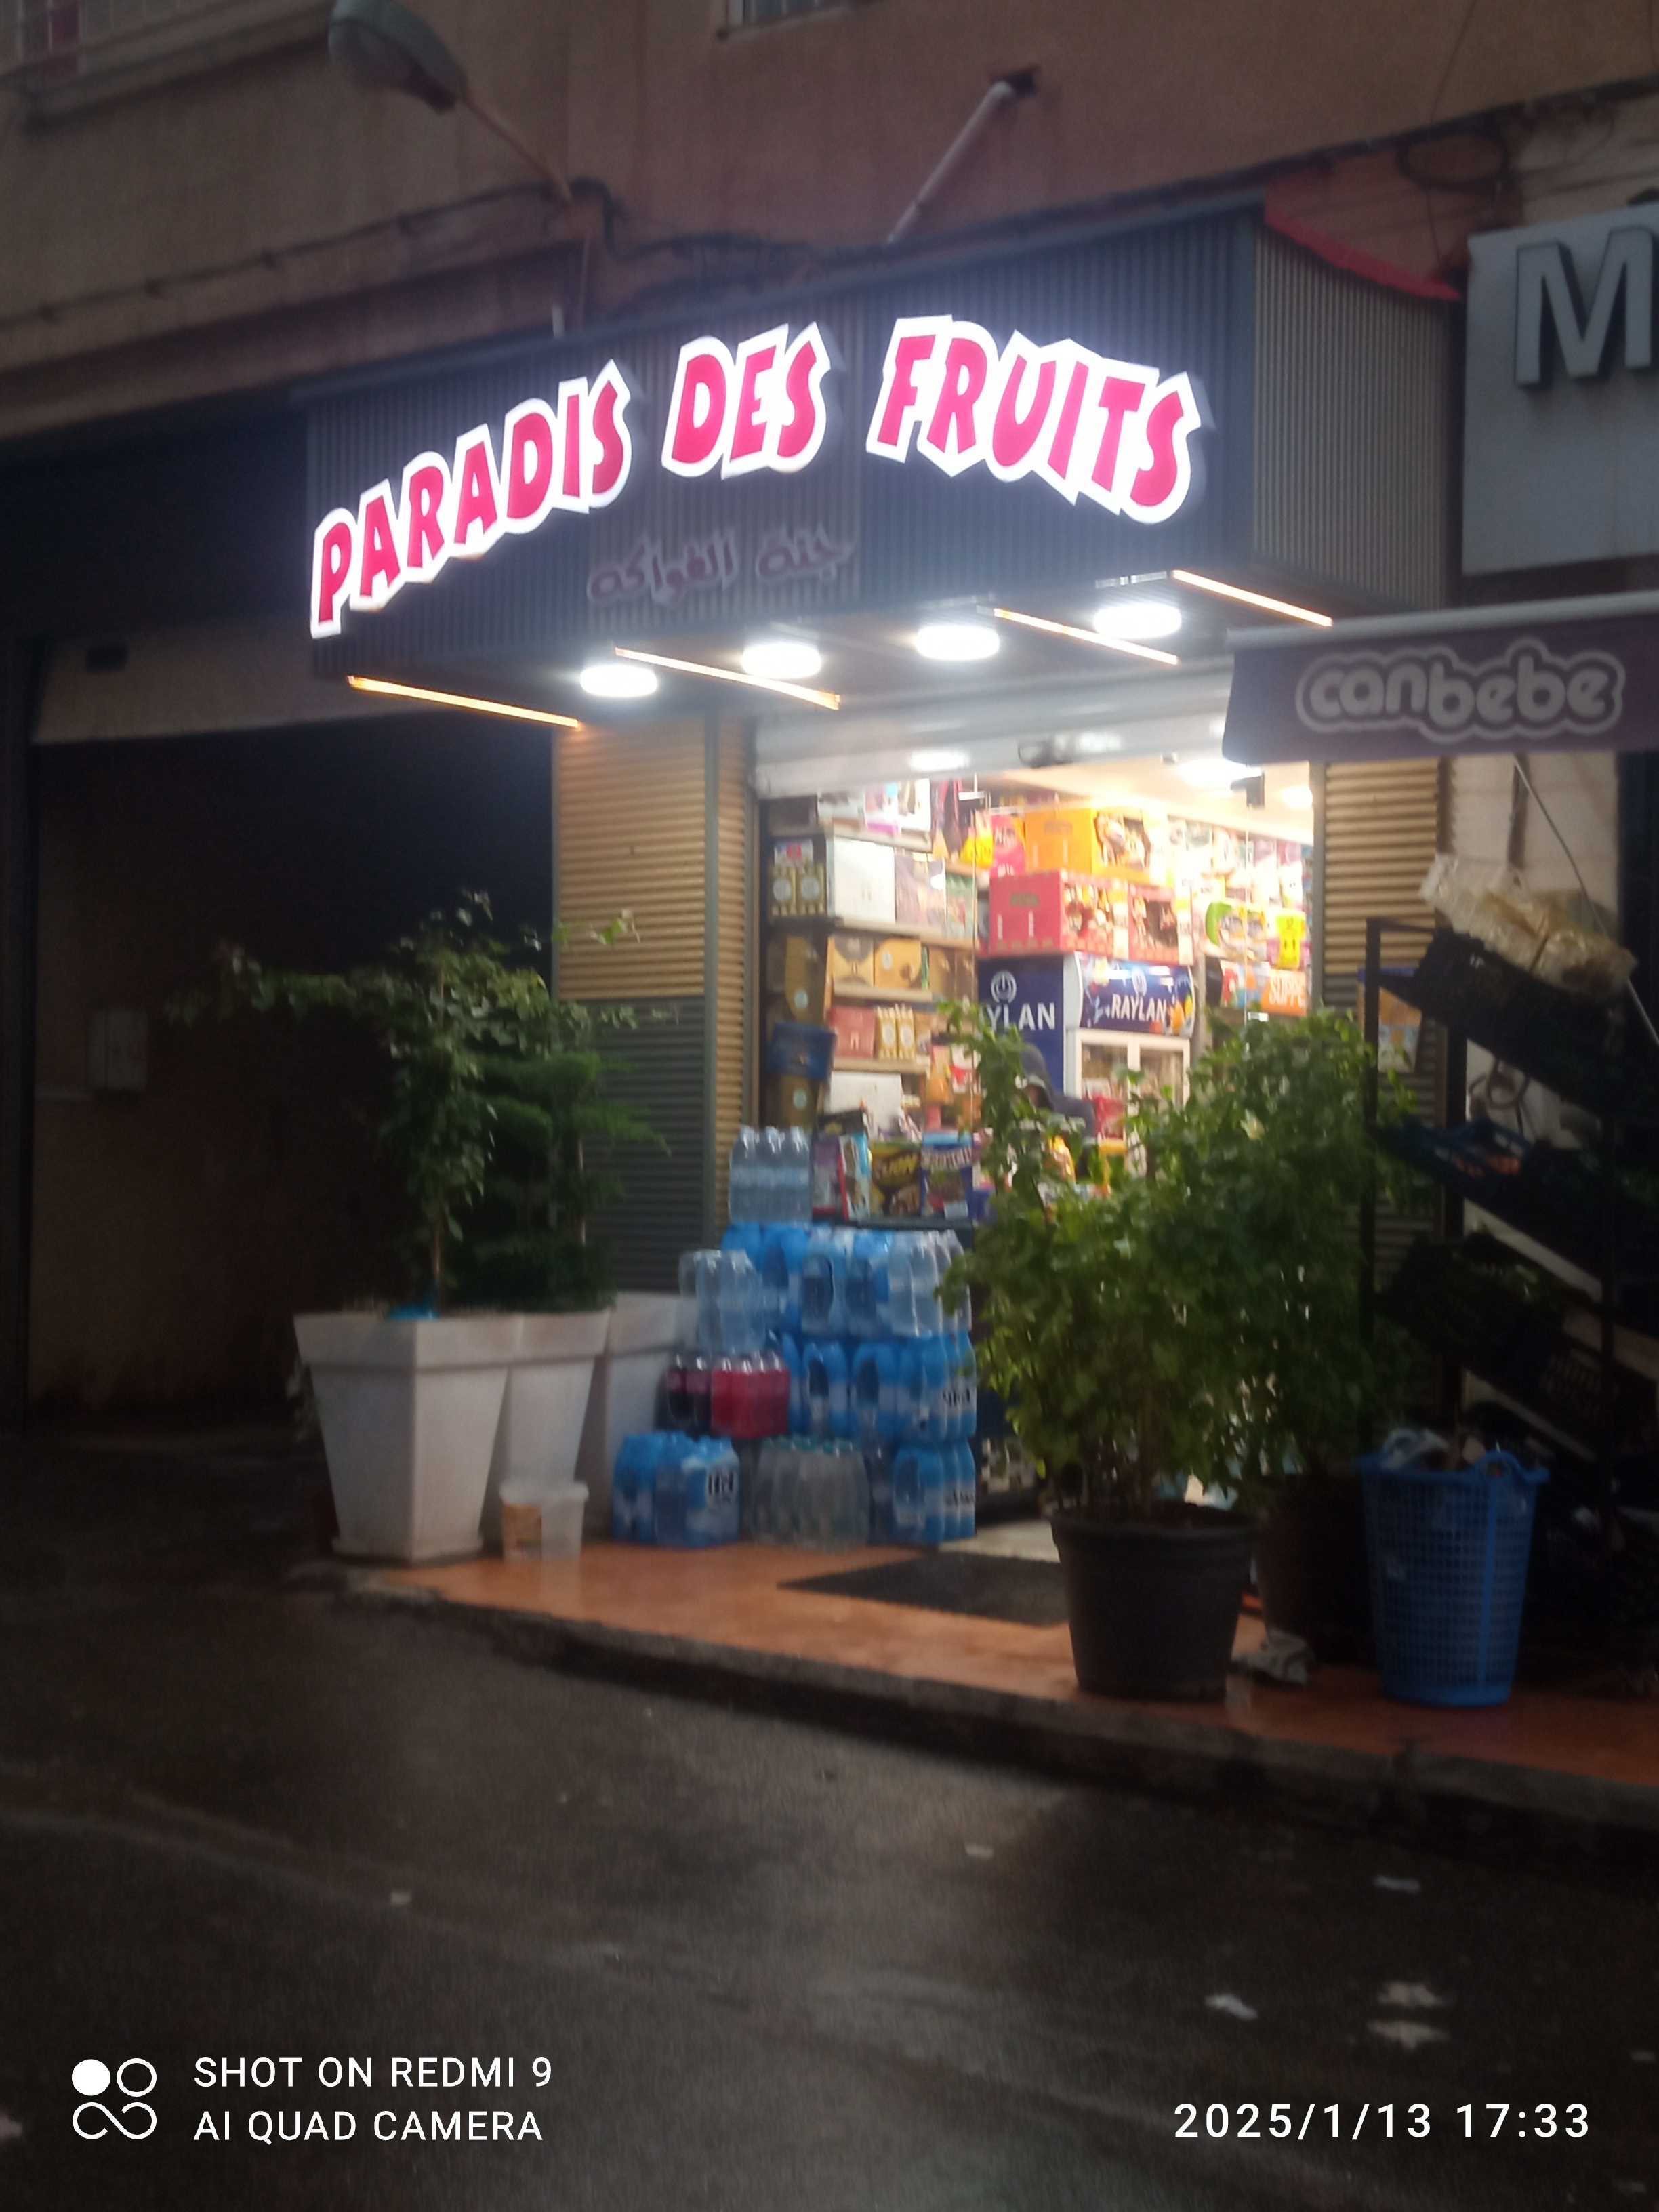 PARADIS DES FRUITS
جنة الفواكه
M
canbebe
YLAN
RAYLAN
SHOT ON REDMI 9
AI QUAD CAMERA
2025/1/13 17:33